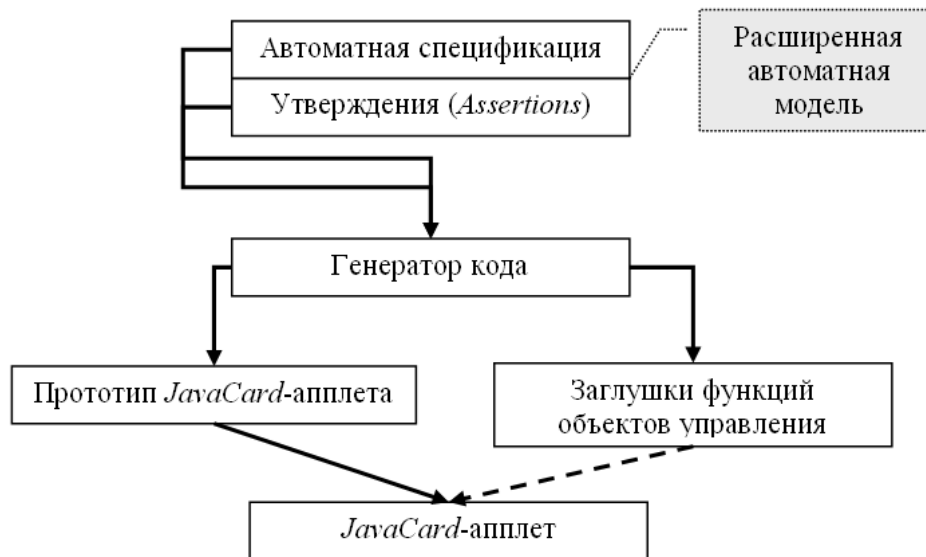 Автоматная спецификация
Утверждения (Assertions)
Расширенная
автоматная
модель
Генератор кода
Прототип JavaCard-апплета
Заглушки функций
объектов управления
JavaCard-апплет